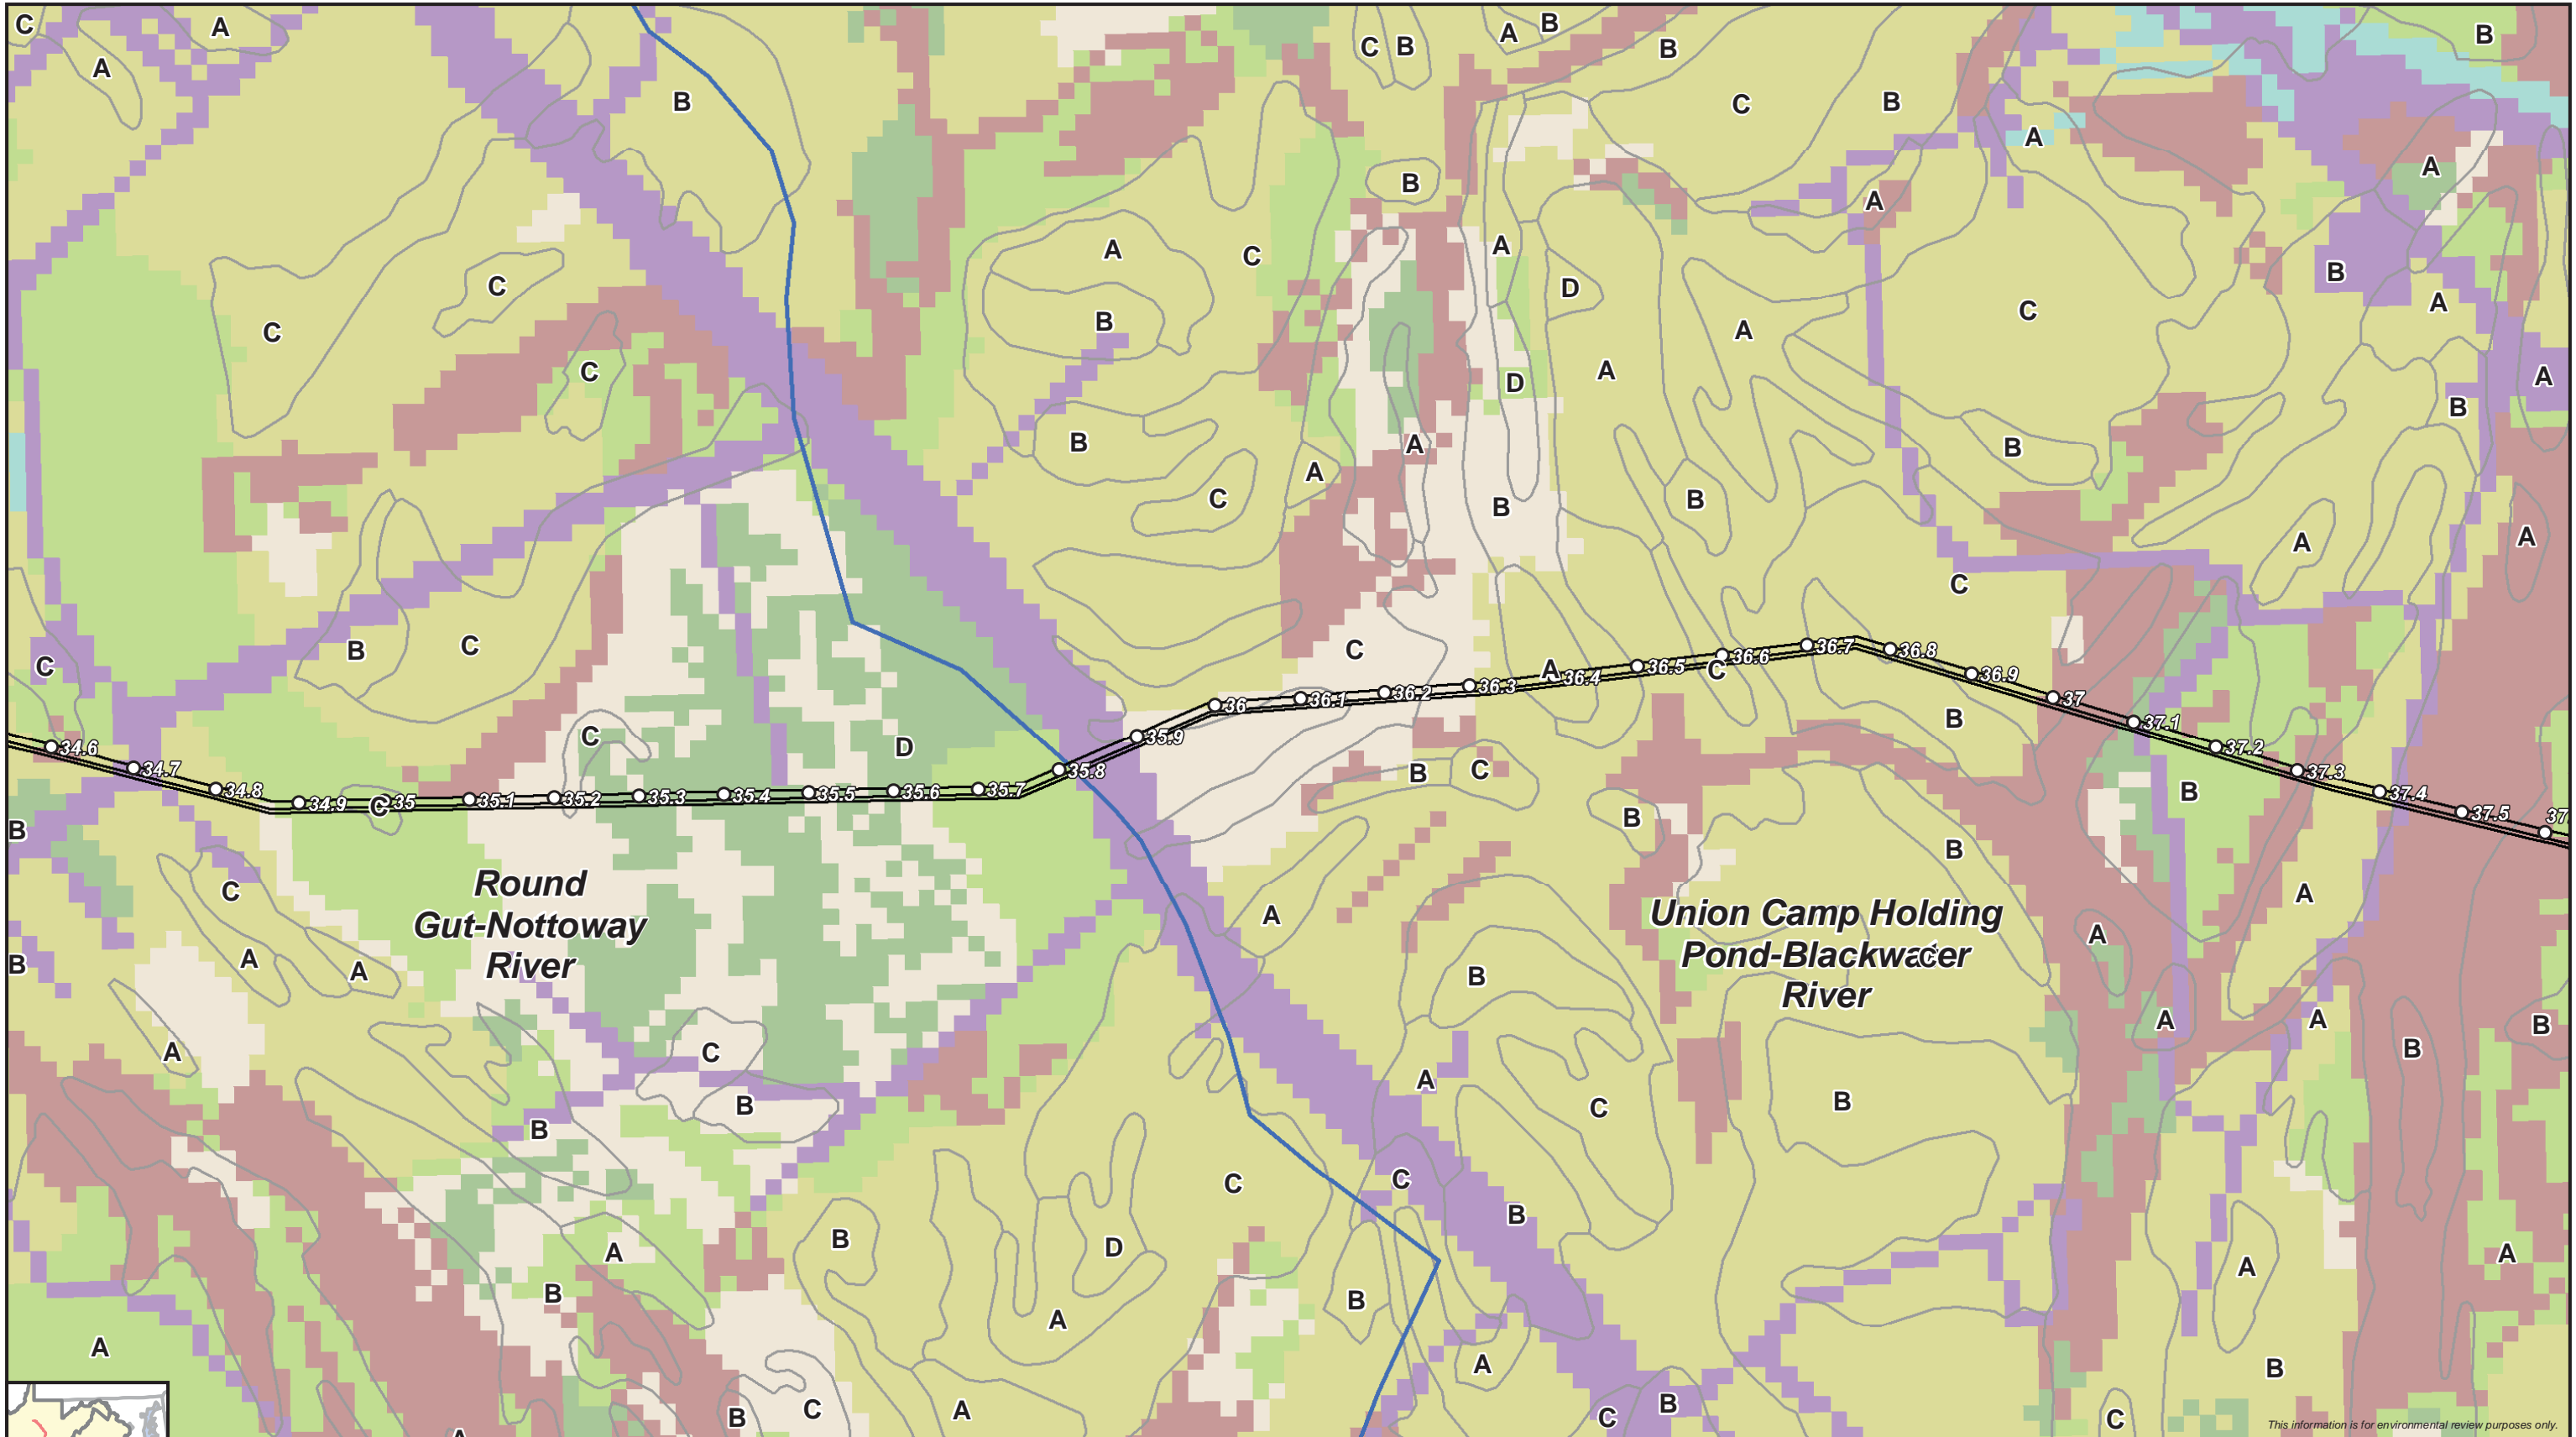 C
A
A
B
C
B
A
B
B
C
B
A
B
B
A
A
A
C
C
C
C
A
B
B
A
D
A
A
D
C
B
A
A
B
A
B
C
A
A
B
B
B
A
A
C
C
B
C
C
C
D
C
B
B
34.6
34.7
34.8
34.9
C
35
35.1
35.2
35.3
35.4
35.5
35.6
35.7
35.8
35.9
36
36.1
36.2
36.3
A
36.4
36.5
C
36.6
36.7
36.8
36.9
37
37.1
37.2
37.3
37.4
37.5
37
B
B
C
B
B
B
Round
Gut-Nottoway
River
Union Camp Holding
Pond-Blackwater
River
C
C
A
A
B
A
A
B
A
A
A
A
B
B
C
B
B
A
C
B
C
C
B
A
B
D
B
A
B
A
A
A
A
B
C
A
A
B
C
B
B
C
A
This information is for environmental review purposes only.